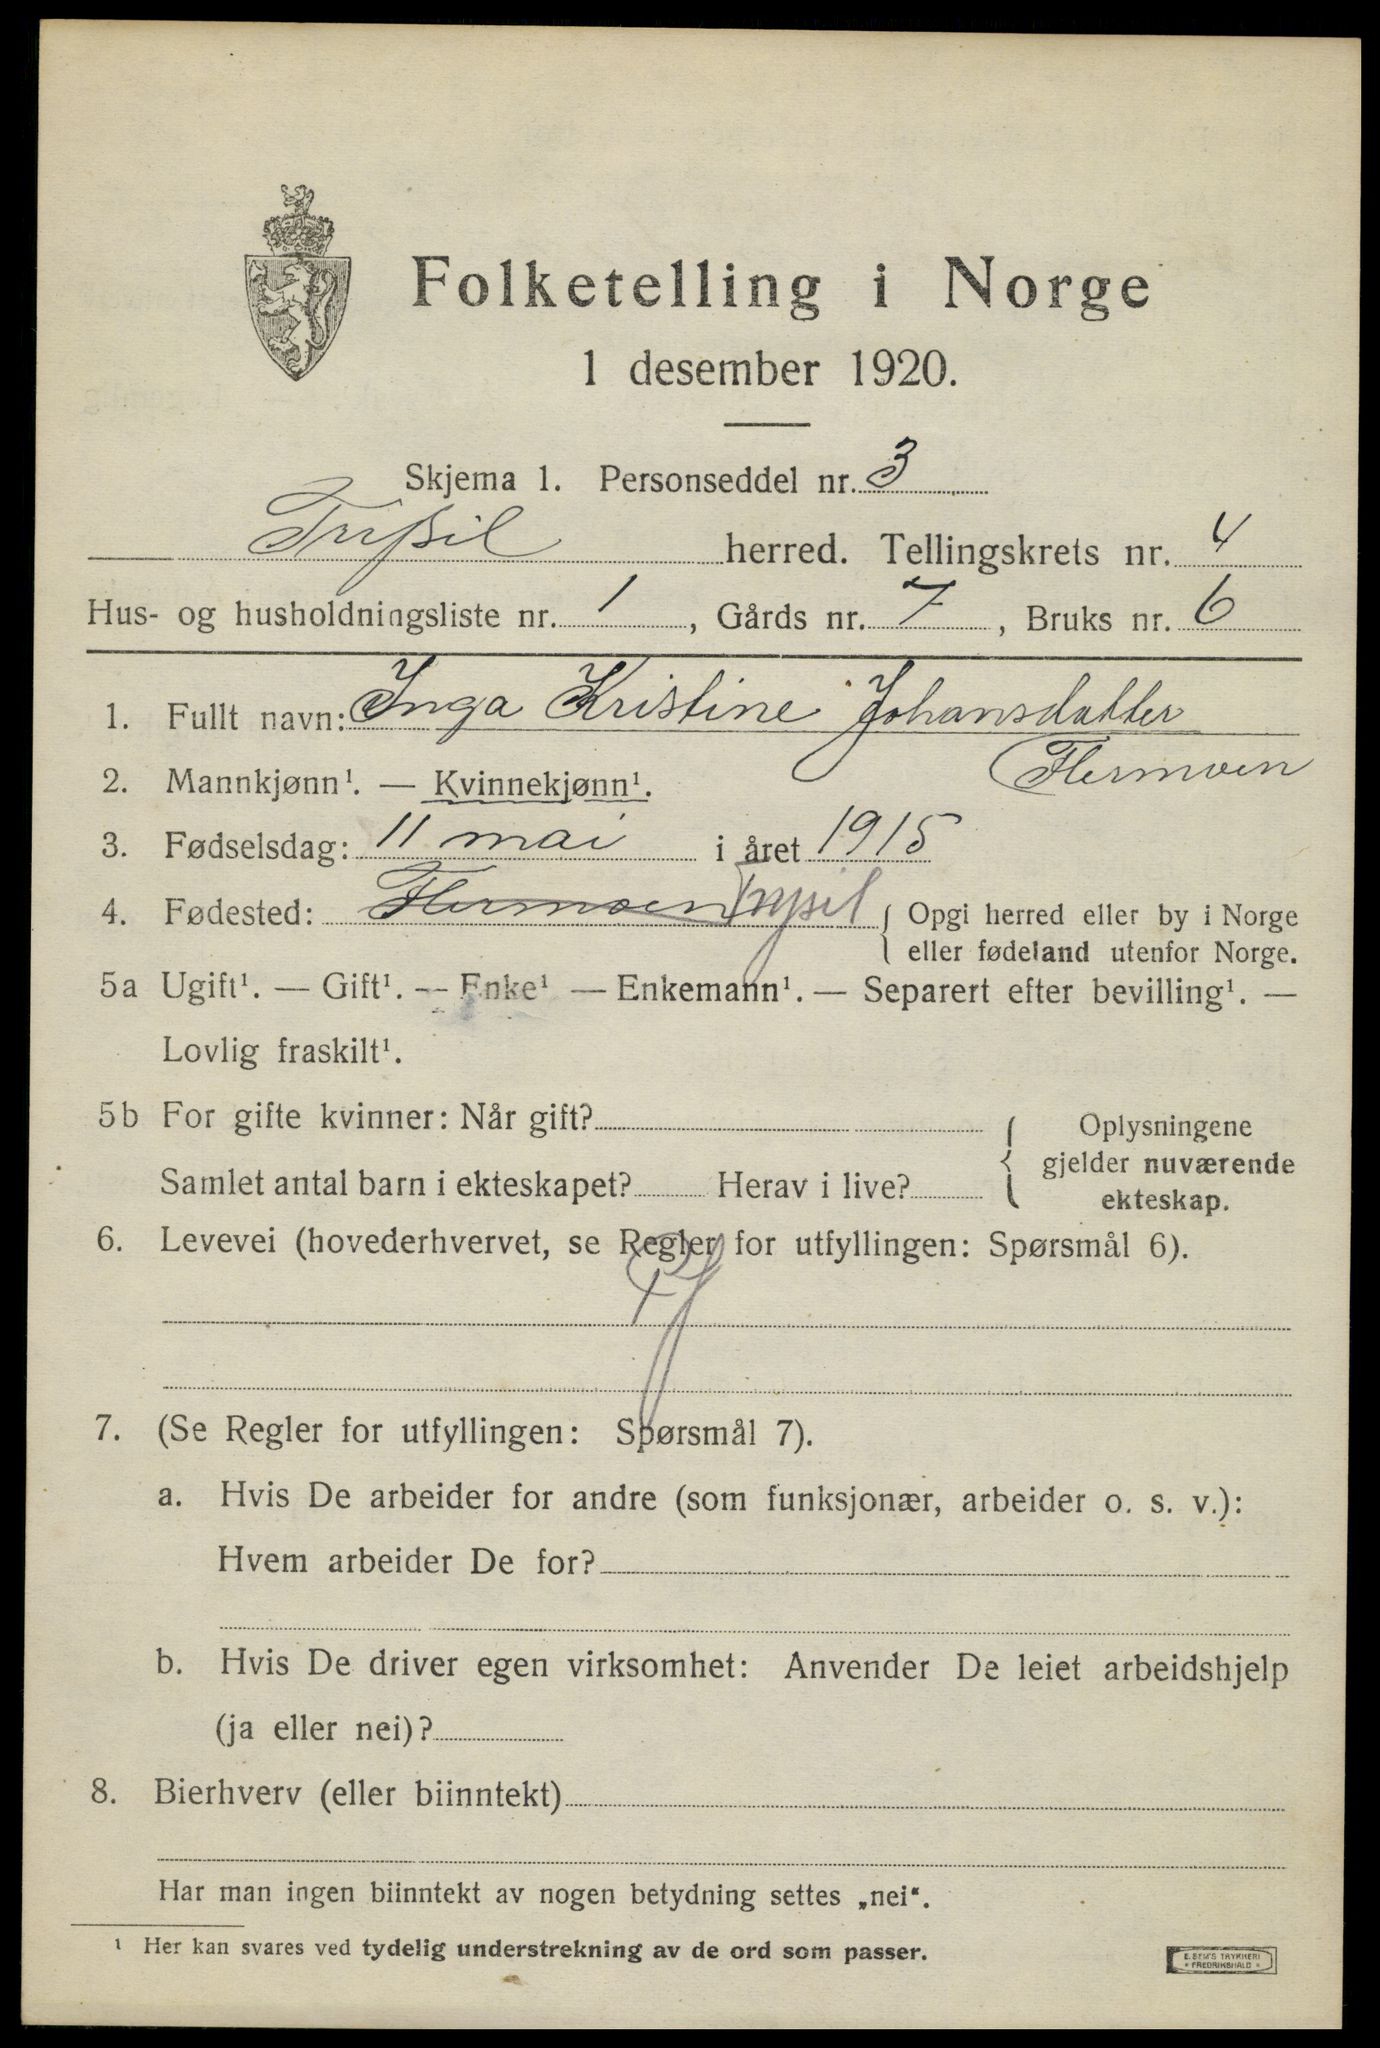 Folketelling i Norge
1 desember 1920.
Skjema 1. Personseddel nr. 3
Trysil herred. Tellingskrets nr. 4
Hus- og husholdningsliste nr. 1, Gårds nr. 7, Bruks nr. 6
1. Fullt navn: Inga Kristine Johansdatter
Flermoen
2. Mannkjønn¹. — Kvinnekjønn¹.
3. Fødselsdag: 11 mai i året 1915
4. Fødested: Flermoen Trysil { Opgi herred eller by i Norge
eller fødeland utenfor Norge.
5a Ugift¹. — Gift¹. — Enke¹ — Enkemann¹. — Separert efter bevilling¹. —
Lovlig fraskilt¹.
5b For gifte kvinner: Når gift? { Oplysningene
gjelder nuværende
Samlet antal barn i ekteskapet? Herav i live?
ekteskap.
6. Levevei (hovederhvervet, se Regler for utfyllingen: Spørsmål 6).
7. (Se Regler for utfyllingen: Spørsmål 7).
a. Hvis De arbeider for andre (som funksjonær, arbeider o. s. v.):
Hvem arbeider De for?
b. Hvis De driver egen virksomhet: Anvender De leiet arbeidshjelp
(ja eller nei)?
8. Bierhverv (eller biinntekt)
Har man ingen biinntekt av nogen betydning settes „nei“.
¹ Her kan svares ved tydelig understrekning av de ord som passer.
E. SEM'S TRYKKERI
* FREDRIKSHALD *